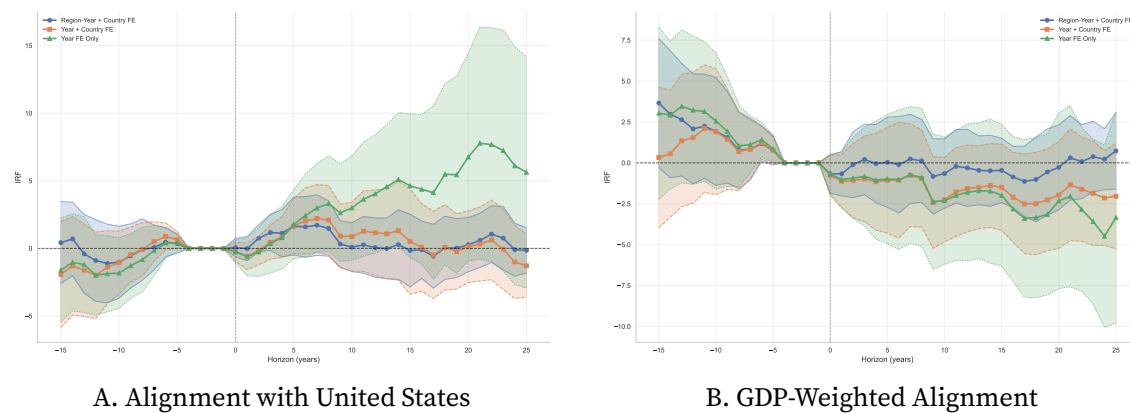 Region-Year + Country FE
Year + Country FE
Year FE Only
15
10
5
0
−5
IRF
−15
−10
−5
0
5
10
15
20
25
Horizon (years)
A. Alignment with United States
Region-Year + Country F
Year + Country FE
Year FE Only
7.5
5.0
2.5
0.0
−2.5
−5.0
−7.5
−10.0
IRF
−15
−10
−5
0
5
10
15
20
25
Horizon (years)
B. GDP-Weighted Alignment